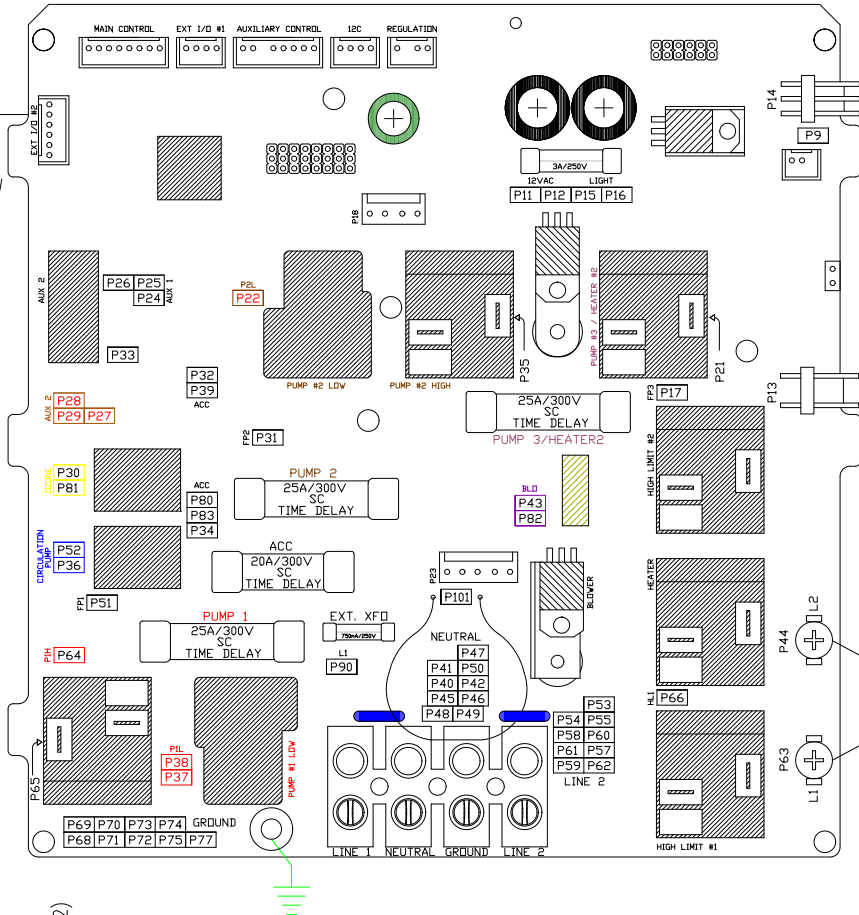 MAIN CONTROL
EXT I/O #1
AUXILIARY CONTROL
12C
REGULATION
EXT I/O #2
P14
P9
3A/250V
12VAC
LIGHT
P11 P12 P15 P16
P18
AUX 2
P26 P25
P24
AUX 1
P2L
P22
P33
PUMP #2 LOW
PUMP #2 HIGH
P35
PUMP #3 / HEATER #2
P21
P32
P39
ACC
AUX 2
P28
P29 P27
FP2
P31
25A/300V
SC
TIME DELAY
PUMP 3/HEATER2
FP3
P17
P13
HIGH LIMIT #2
OZONE
P30
P81
PUMP 2
25A/300V
SC
TIME DELAY
ACC
P80
P83
P34
BLO
P43
P82
CIRCULATION
PUMP
P52
P36
ACC
20A/300V
SC
TIME DELAY
P23
P101
BLOWER
HEATER
L2
P44
FP1
P51
PUMP 1
25A/300V
SC
TIME DELAY
EXT. XFO
750mA/250V
L1
P90
P1H
P64
NEUTRAL
P47
P41 P50
P40 P42
P45 P46
P48 P49
P53
P54 P55
P58 P60
P61 P57
P59 P62
LINE 2
HL1
P66
P63
L1
P65
P1L
P38
P37
PUMP #1 LOW
P69 P70 P73 P74
GROUND
P68 P71 P72 P75 P77
LINE 1
NEUTRAL
GROUND
LINE 2
HIGH LIMIT #1
2)